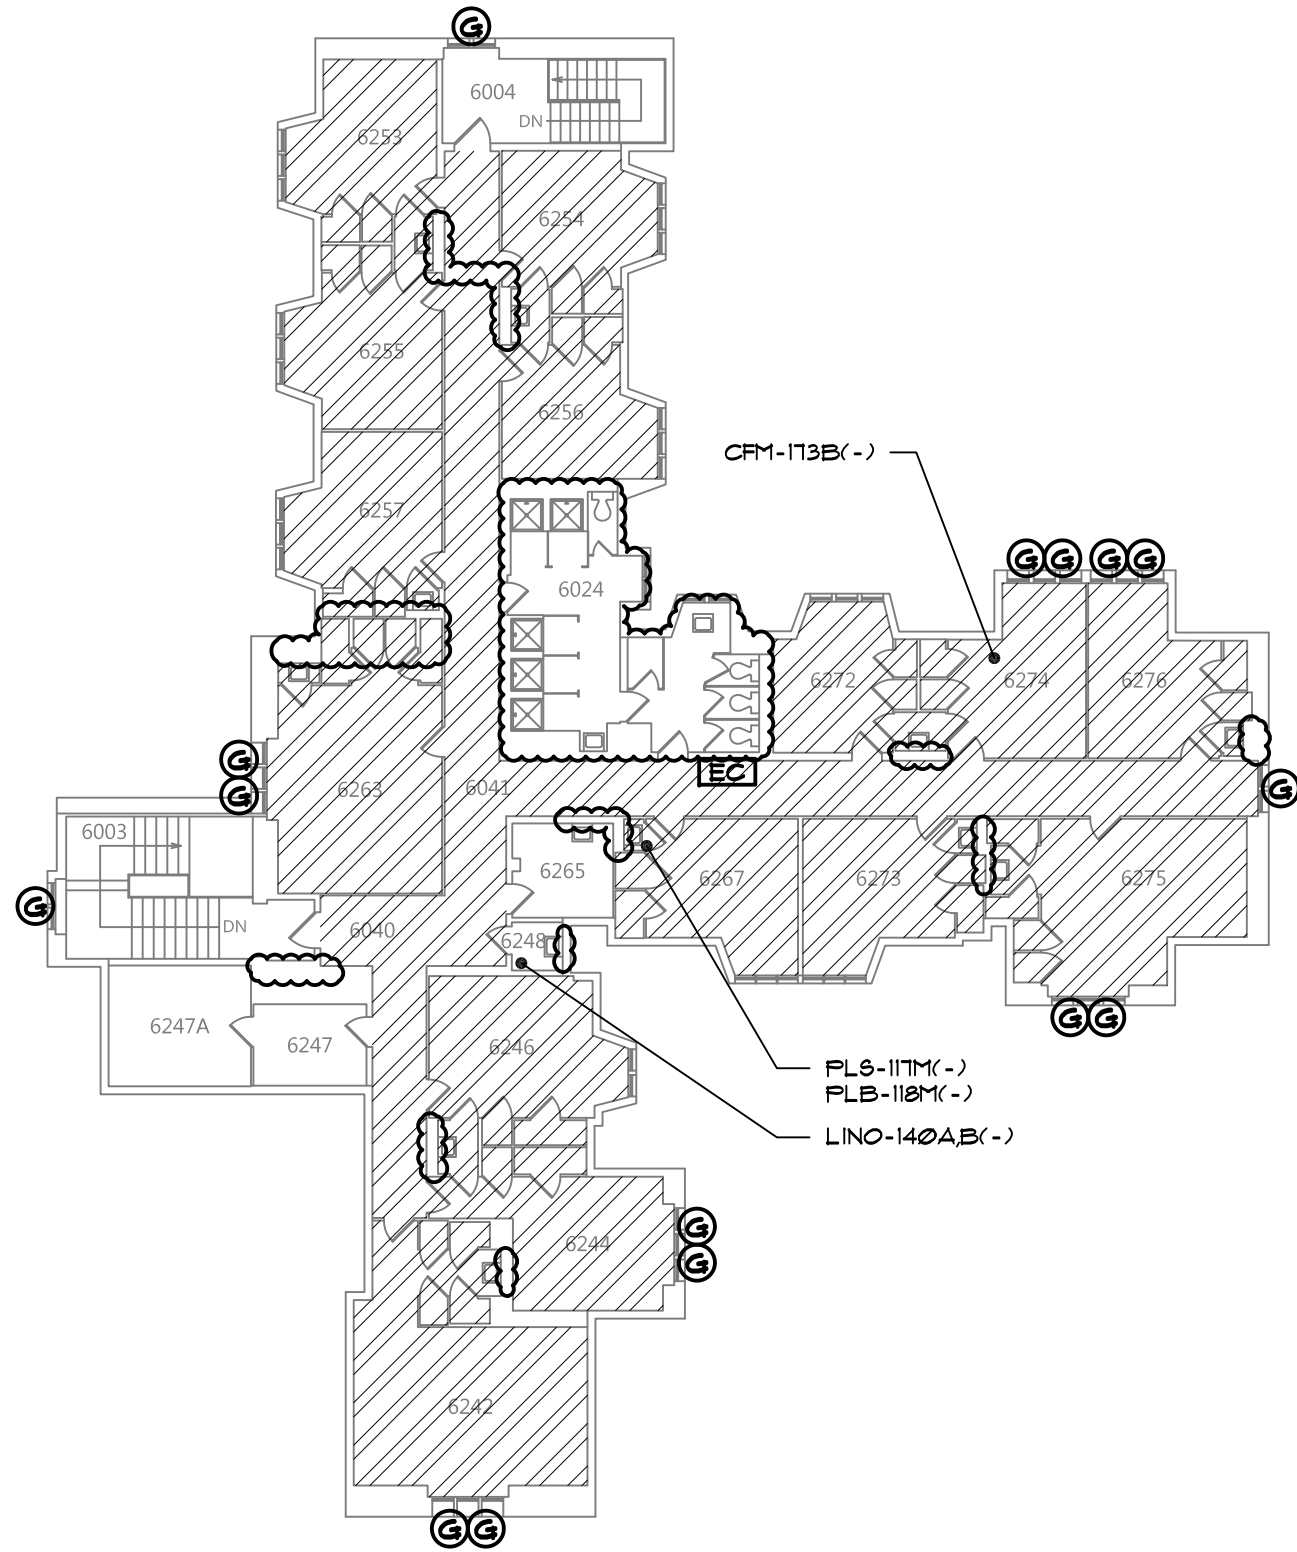 G
6004
DN
6253
6254
6255
6256
CFM-173B(-)
6257
G G G G
6024
6272
6274
6276
G
G
6263
6041
EC
G
6003
6265
6267
6273
6275
G
DN
6040
6248
6247A
6247
6246
G G
PLS-117M(-)
PLB-118M(-)
LINO-140A,B(-)
6244
G
G
6242
G G